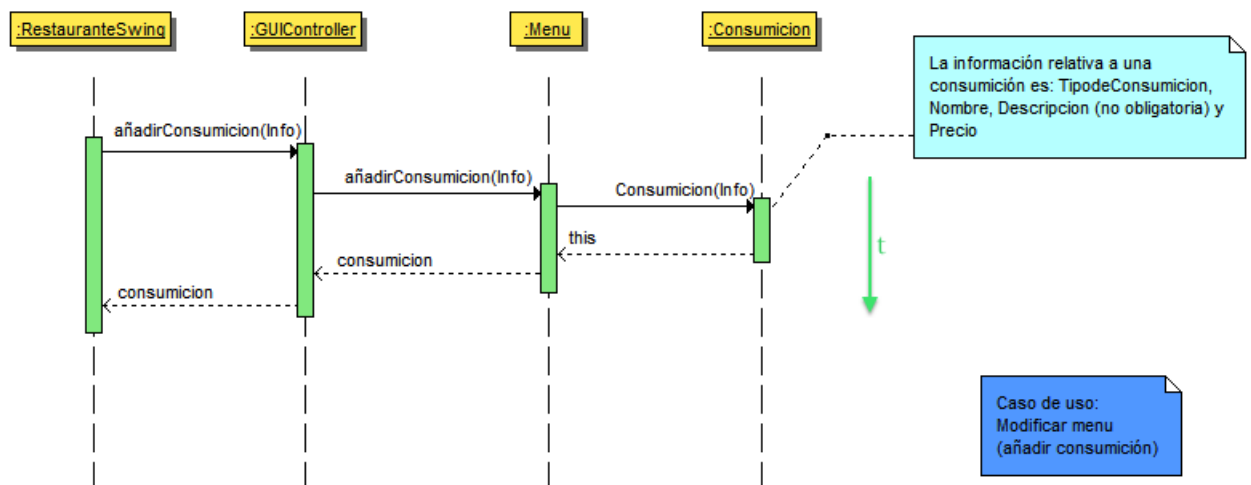 :RestauranteSwing
:GUIController
:Menu
:Consumicion
La información relativa a una
consumición es: TipodeConsumicion,
Nombre, Descripcion (no obligatoria) y
Precio
añadirConsumicion(Info)
añadirConsumicion(Info)
Consumicion(Info)
this
consumicion
consumicion
t
Caso de uso:
Modificar menu
(añadir consumición)